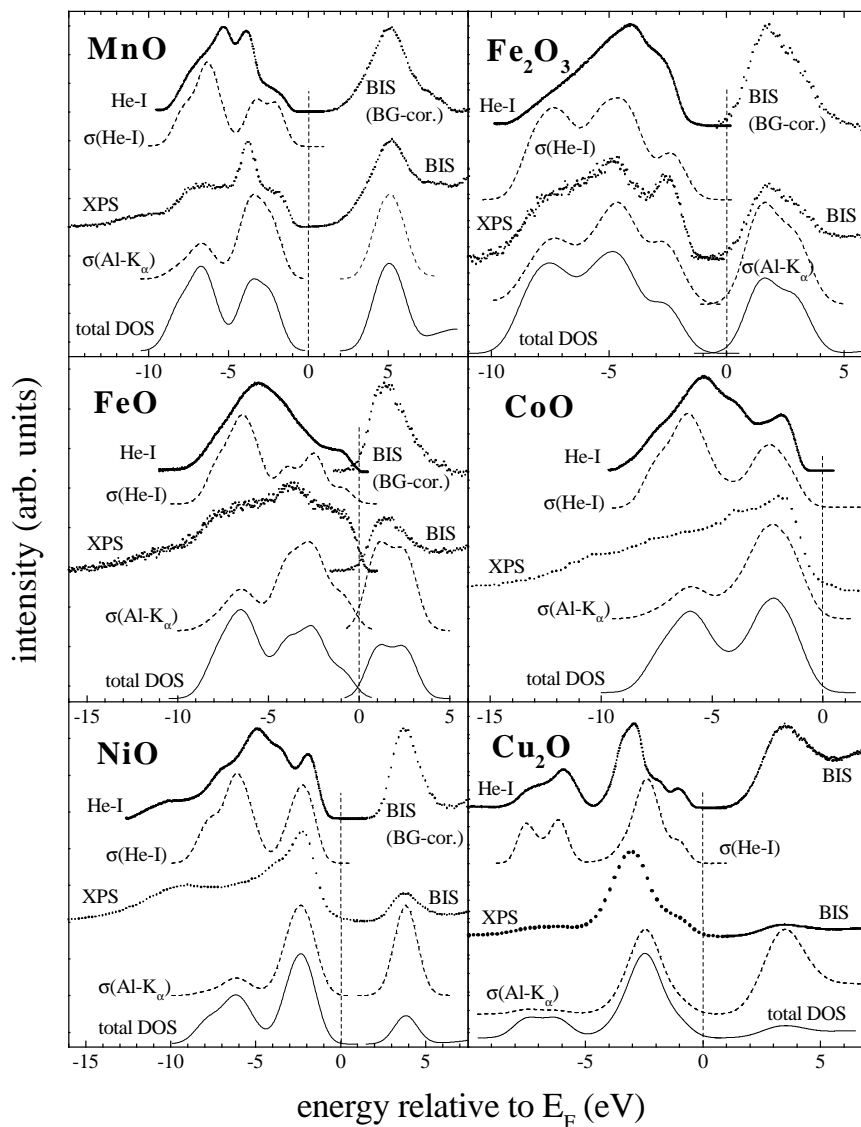 MnO
He-I
σ(He-I)
XPS
σ(Al-Kα)
total DOS
BIS
(BG-cor.)
BIS
-10 -5 0 5
Fe2O3
He-I
σ(He-I)
XPS
σ(Al-Kα)
total DOS
BIS
(BG-cor.)
BIS
-10 -5 0 5
FeO
He-I
σ(He-I)
XPS
σ(Al-Kα)
total DOS
BIS
(BG-cor.)
BIS
-15 -10 -5 0 5
CoO
He-I
σ(He-I)
XPS
σ(Al-Kα)
total DOS
-15 -10 -5 0
NiO
He-I
σ(He-I)
XPS
σ(Al-Kα)
total DOS
BIS
(BG-cor.)
BIS
-15 -10 -5 0 5
Cu2O
He-I
σ(He-I)
XPS
σ(Al-Kα)
BIS
BIS
total DOS
-5 0 5
intensity (arb. units)
energy relative to EF (eV)